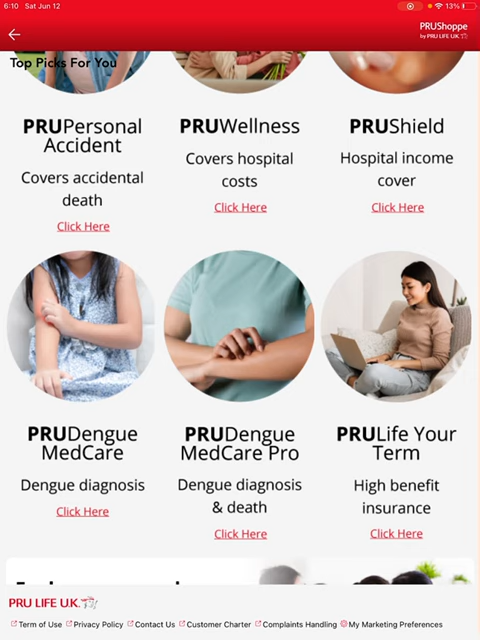 6:10 Sat Jun 12 13%
PRUShoppe
by PRU LIFE U.K.
Top Picks For You
PRUPersonal
Accident
Covers accidental
death
Click Here
PRUWellness
Covers hospital
costs
Click Here
PRUShield
Hospital income
cover
Click Here
PRUDengue
MedCare
Dengue diagnosis
Click Here
PRUDengue
MedCare Pro
Dengue diagnosis
& death
Click Here
PRULife Your
Term
High benefit
insurance
Click Here
PRU LIFE U.K.
Term of Use Privacy Policy Contact Us Customer Charter Complaints Handling My Marketing Preferences